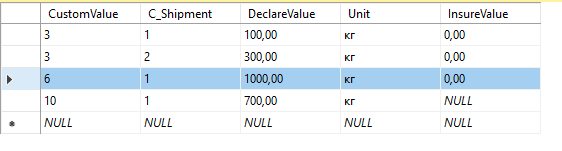 CustomValue C_Shipment DeclareValue Unit InsureValue
3 1 100,00 кг 0,00
3 2 300,00 кг 0,00
6 1 1000,00 кг 0,00
10 1 700,00 кг NULL
NULL NULL NULL NULL NULL